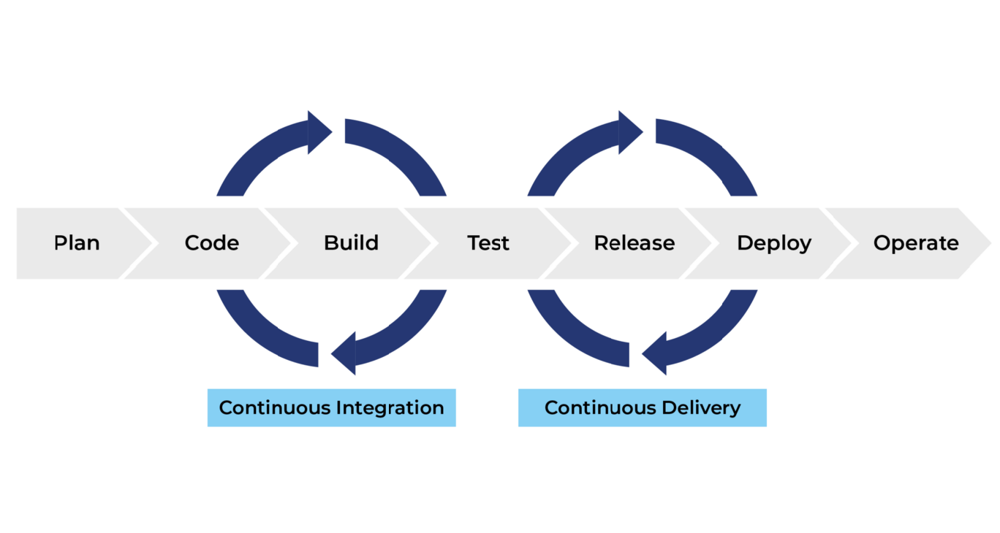 Plan Code Build Test Release Deploy Operate
Continuous Integration Continuous Delivery